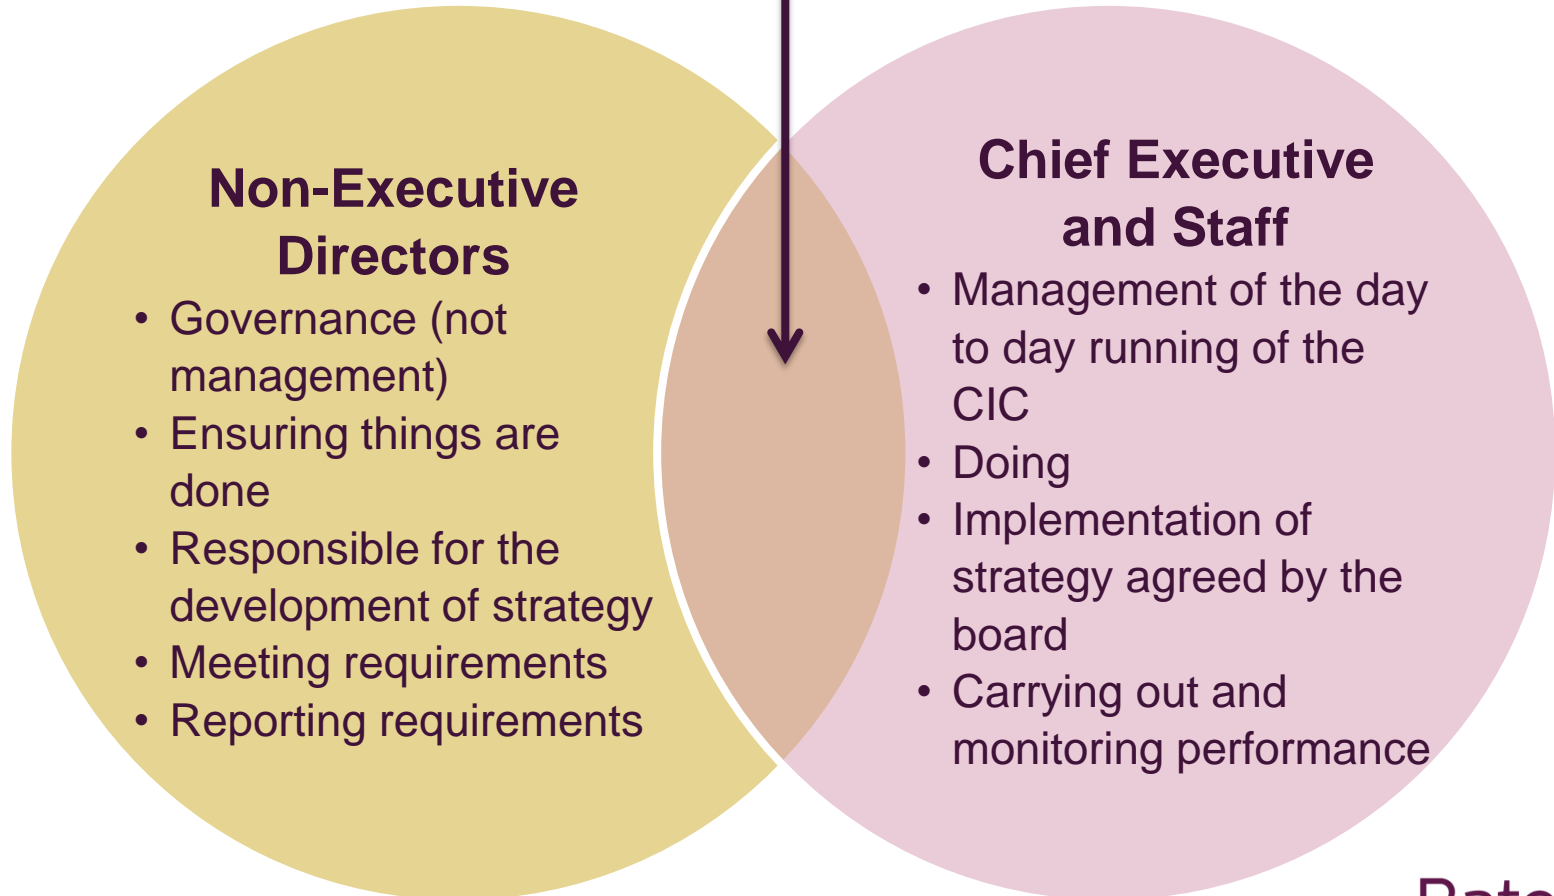 Non-Executive
Directors
• Governance (not
management)
• Ensuring things are
done
• Responsible for the
development of strategy
• Meeting requirements
• Reporting requirements
Chief Executive
and Staff
• Management of the day
to day running of the
CIC
• Doing
• Implementation of
strategy agreed by the
board
• Carrying out and
monitoring performance